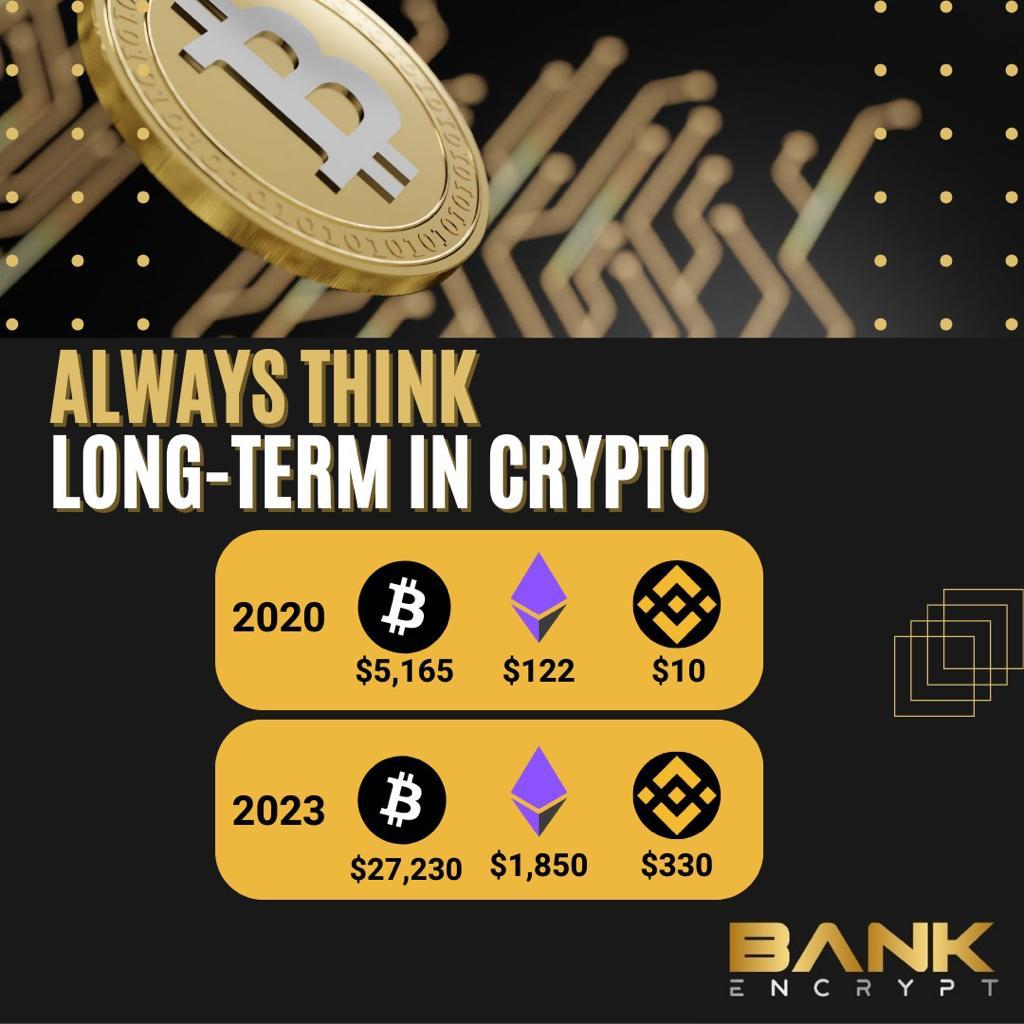 ALWAYS THINK
LONG-TERM IN CRYPTO
2020
$5,165 $122 $10
2023
$27,230 $1,850 $330
BANK
ENCRYPT